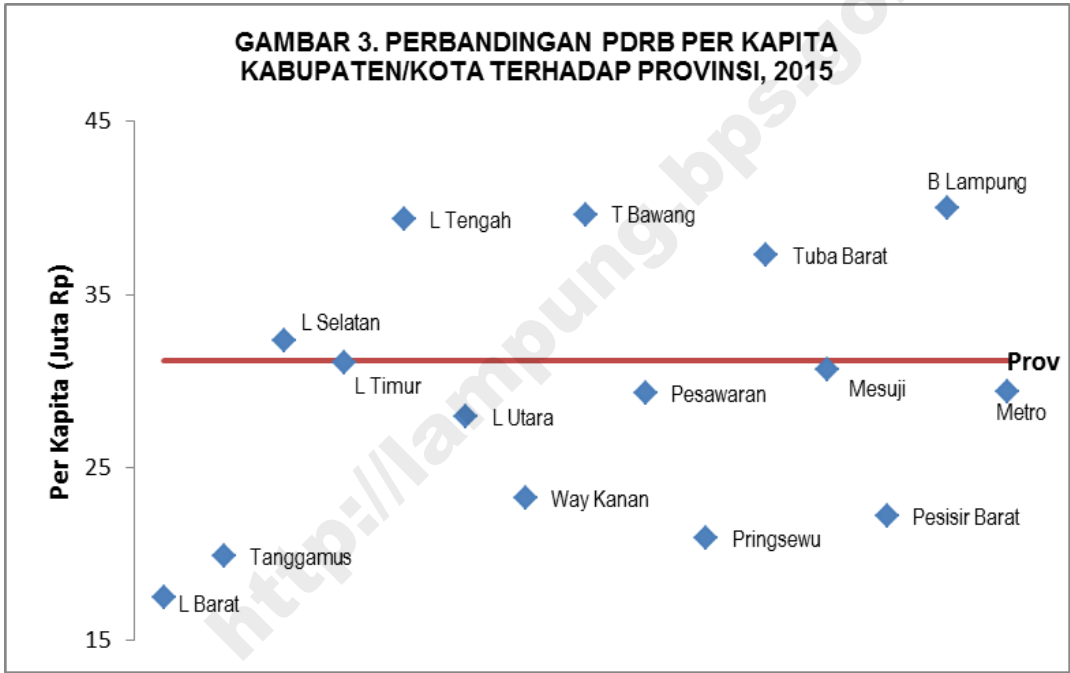 GAMBAR 3. PERBANDINGAN PDRB PER KAPITA
KABUPATEN/KOTA TERHADAP PROVINSI, 2015
Per Kapita (Juta Rp)
45
35
25
15
B Lampung
L Tengah
T Bawang
Tuba Barat
L Selatan
Prov
L Timur
Pesawaran
Mesuji
Metro
L Utara
Way Kanan
Pesisir Barat
Pringsewu
Tanggamus
L Barat
http://lampung.bps.go